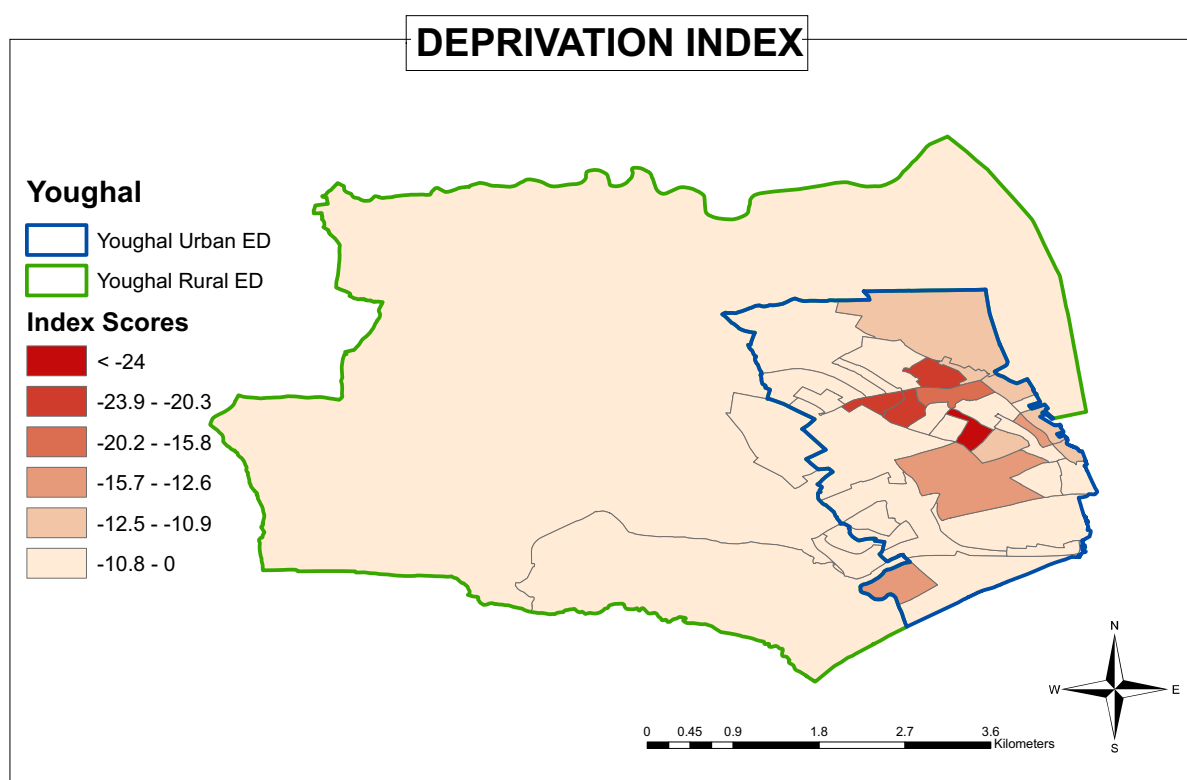 DEPRIVATION INDEX
Youghal
Youghal Urban ED
Youghal Rural ED
Index Scores
< -24
-23.9 - -20.3
-20.2 - -15.8
-15.7 - -12.6
-12.5 - -10.9
-10.8 - 0
N
W E
S
0 0.45 0.9 1.8 2.7 3.6
Kilometers